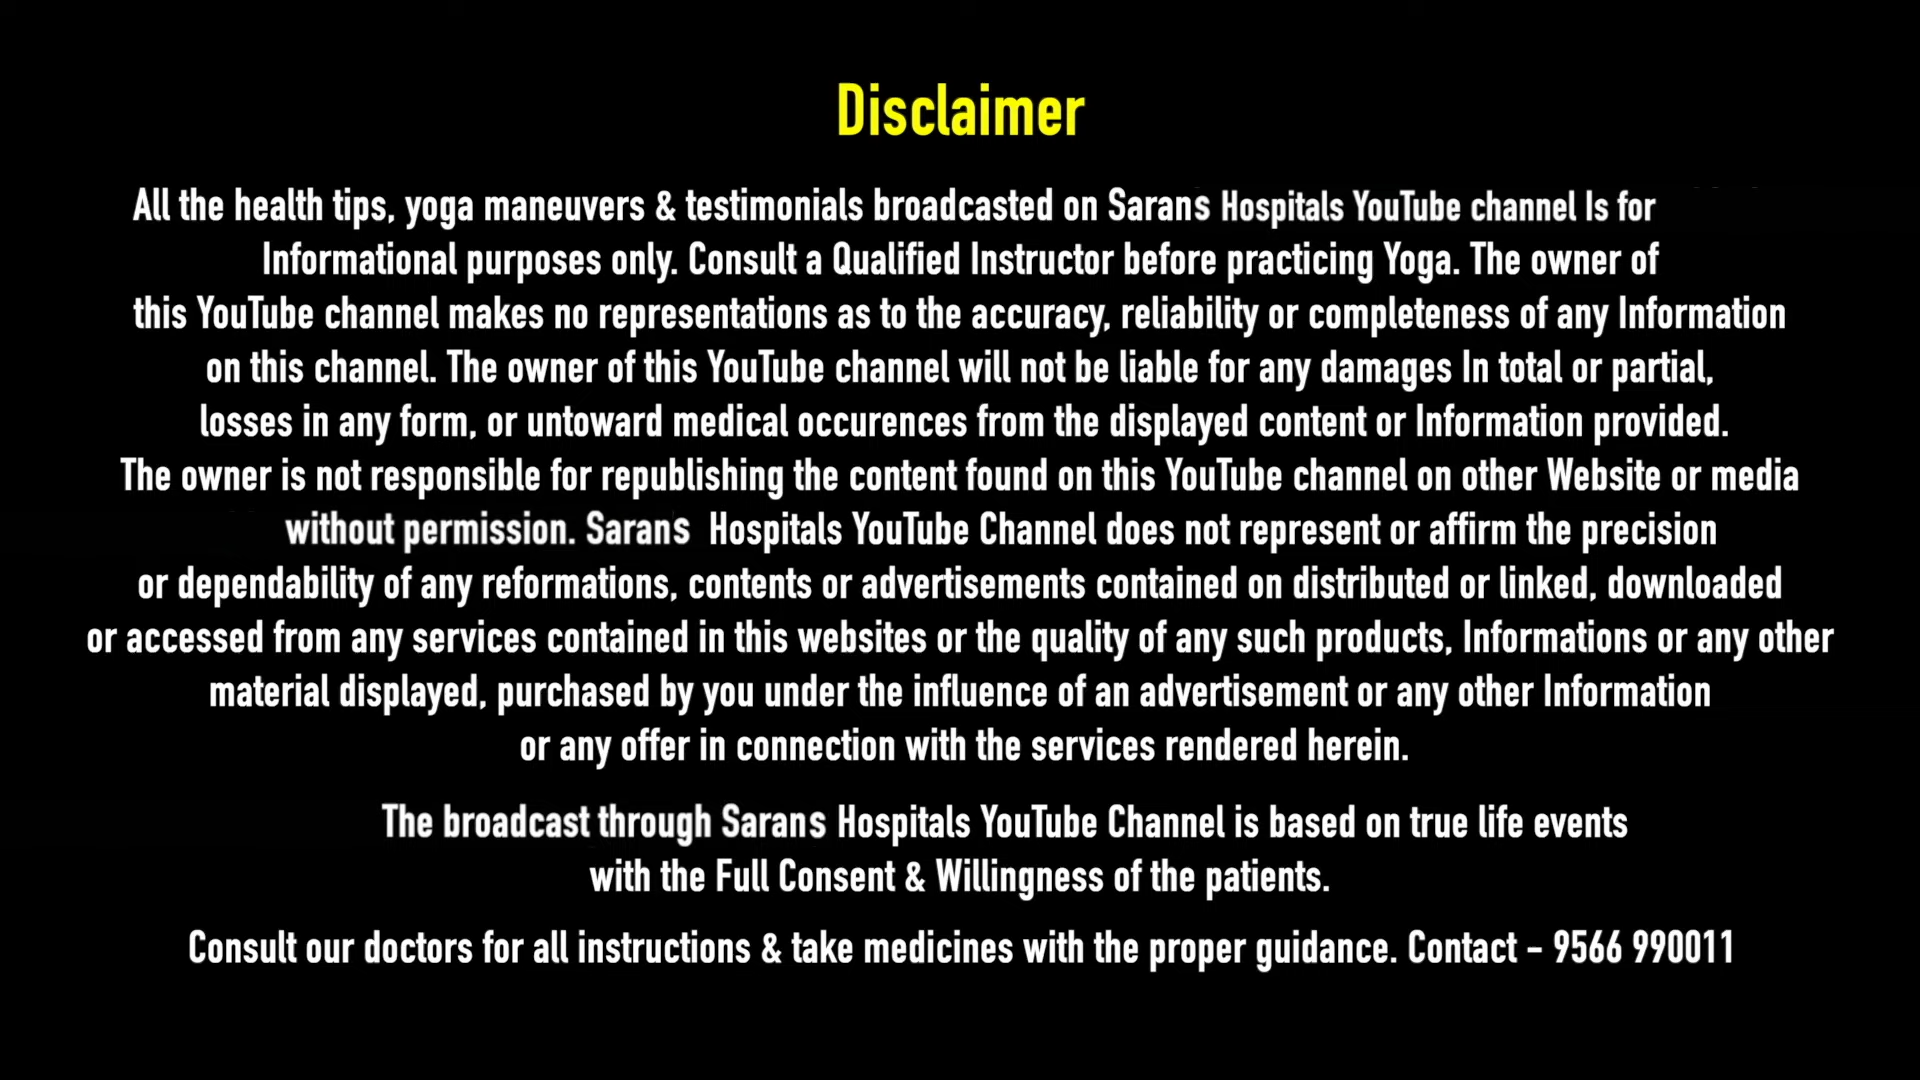 Disclaimer
All the health tips, yoga maneuvers & testimonials broadcasted on Sarans Hospitals YouTube channel Is for
Informational purposes only. Consult a Qualified Instructor before practicing Yoga. The owner of
this YouTube channel makes no representations as to the accuracy, reliability or completeness of any Information
on this channel. The owner of this YouTube channel will not be liable for any damages In total or partial,
losses in any form, or untoward medical occurences from the displayed content or Information provided.
The owner is not responsible for republishing the content found on this YouTube channel on other Website or media
without permission. Sarans Hospitals YouTube Channel does not represent or affirm the precision
or dependability of any reformations, contents or advertisements contained on distributed or linked, downloaded
or accessed from any services contained in this websites or the quality of any such products, Informations or any other
material displayed, purchased by you under the influence of an advertisement or any other Information
or any offer in connection with the services rendered herein.
The broadcast through Sarans Hospitals YouTube Channel is based on true life events
with the Full Consent & Willingness of the patients.
Consult our doctors for all instructions & take medicines with the proper guidance. Contact - 9566 990011